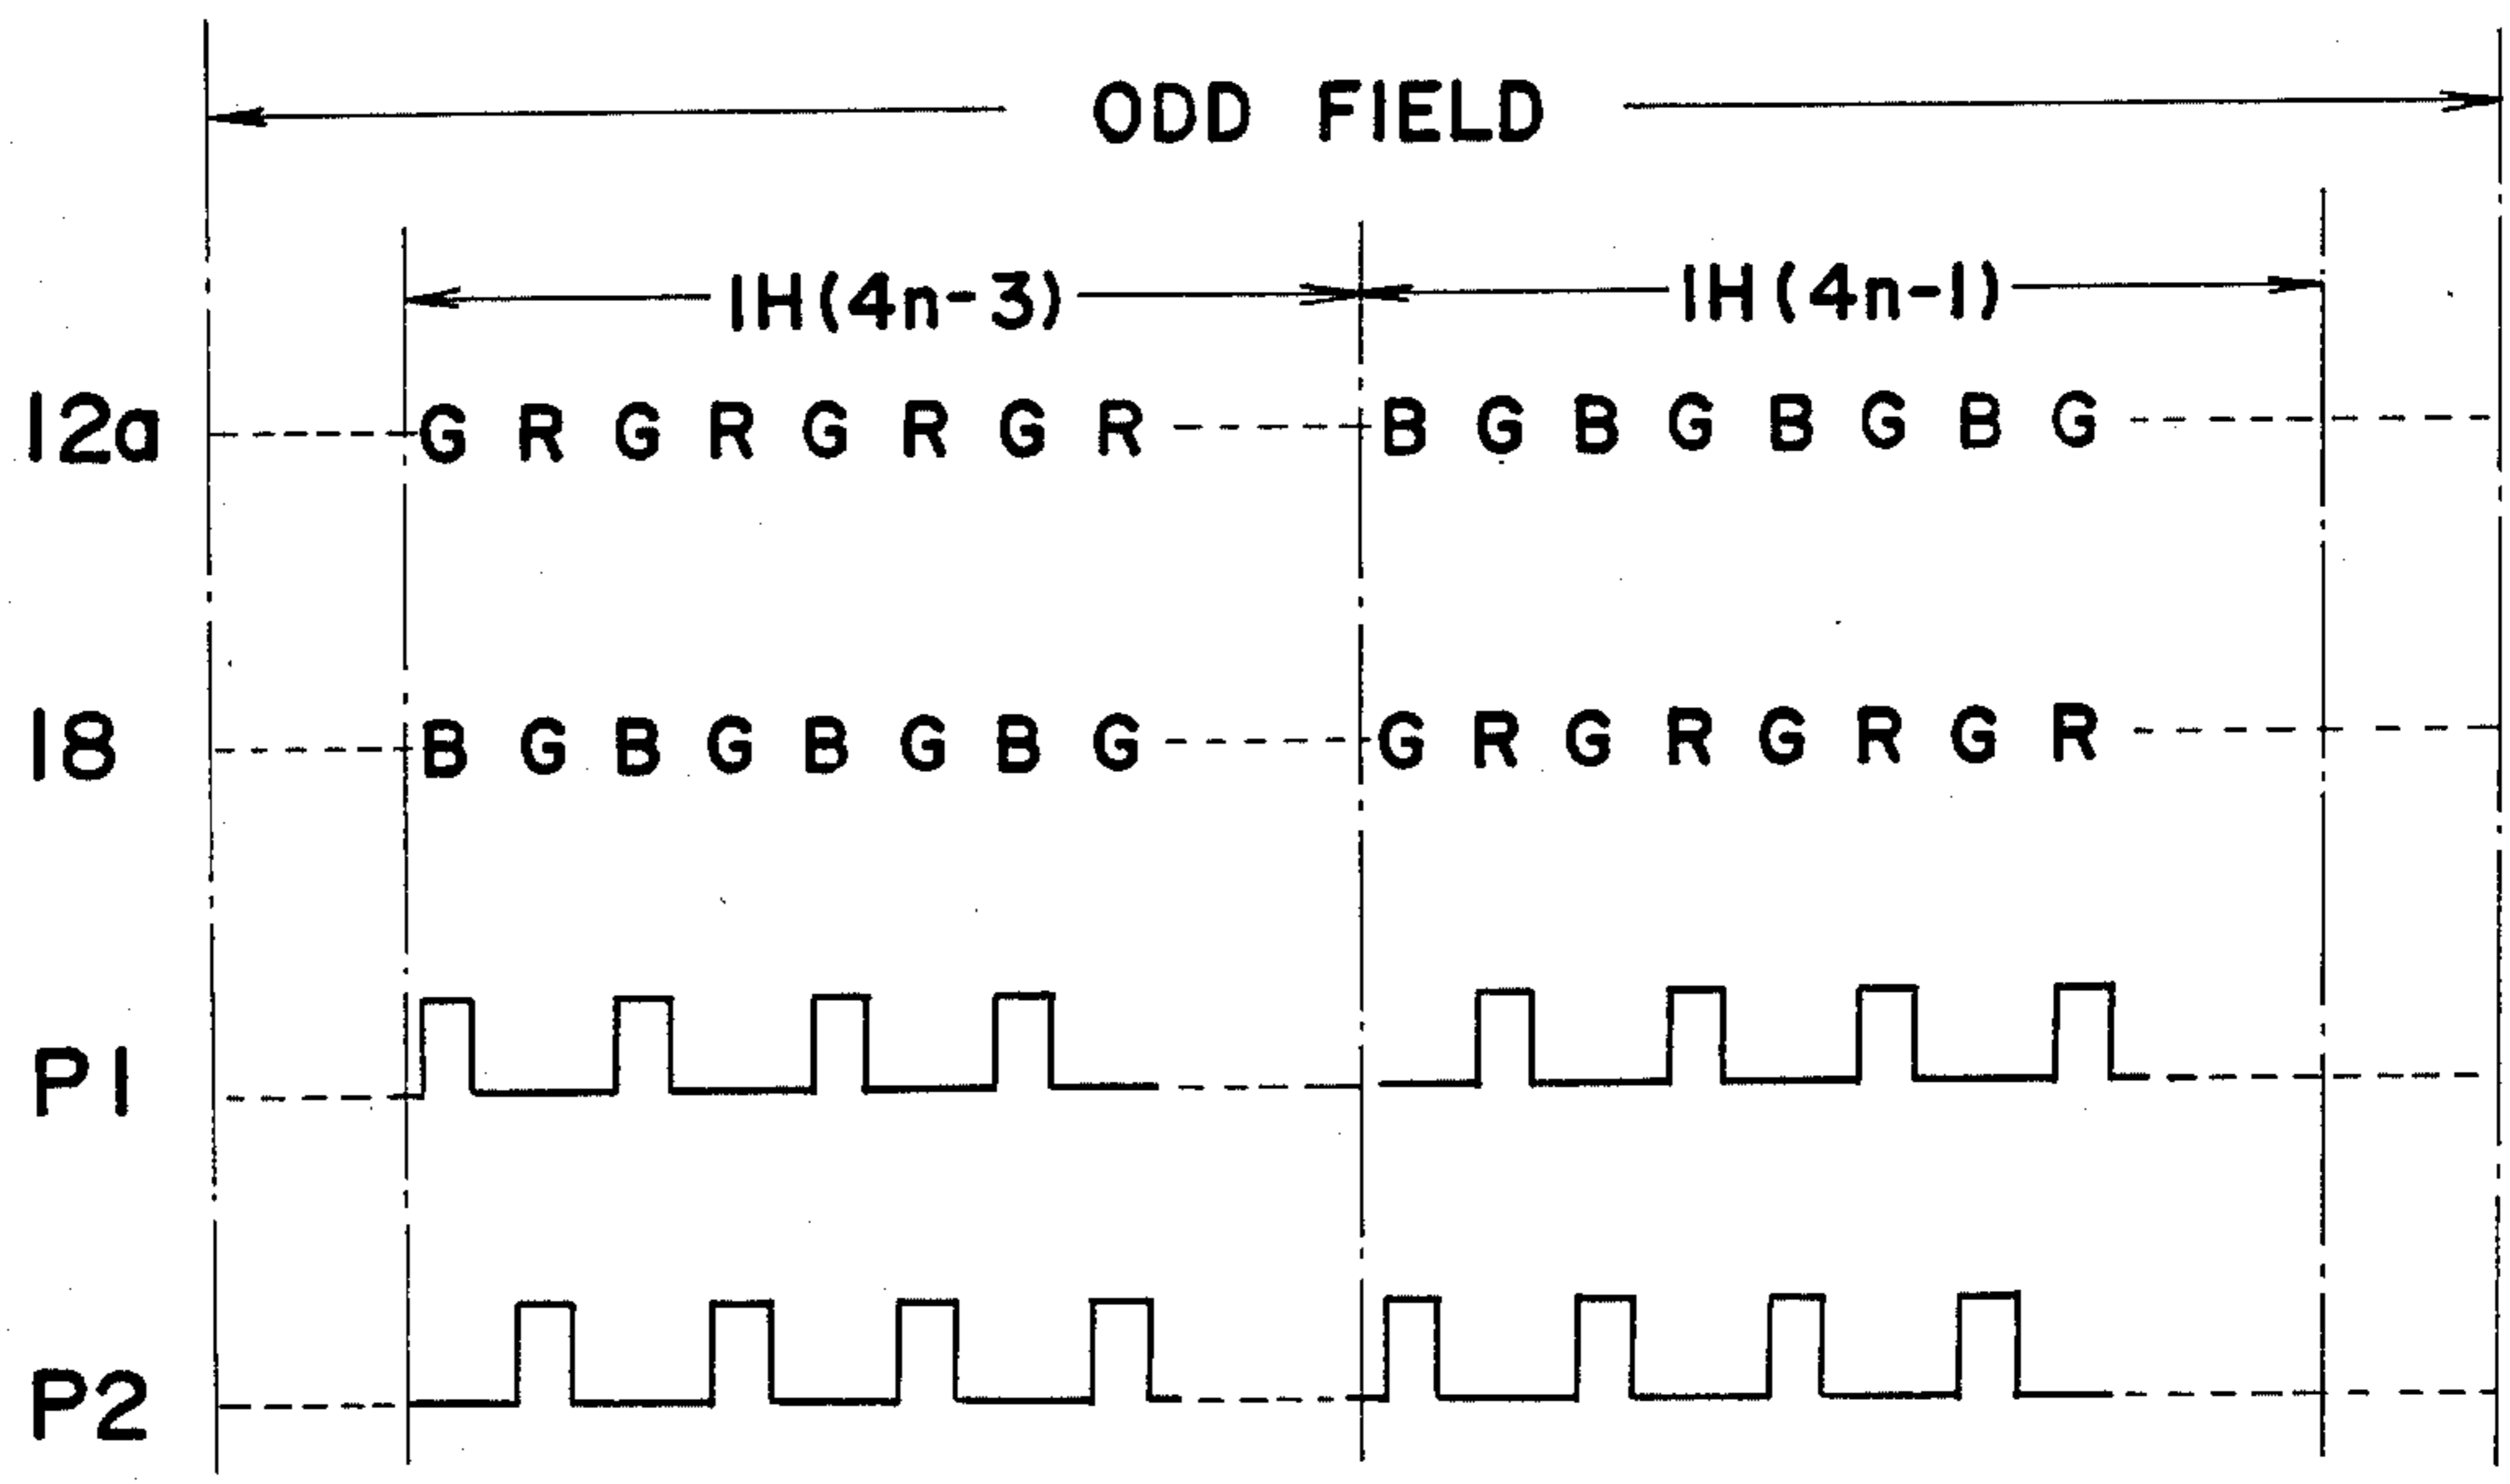 ODD FIELD
1H(4n-3) 1H(4n-1)
12a G R G R G R G R B G B G B G B G
18 B G B G B G B G G R G R G R G R
P1
P2